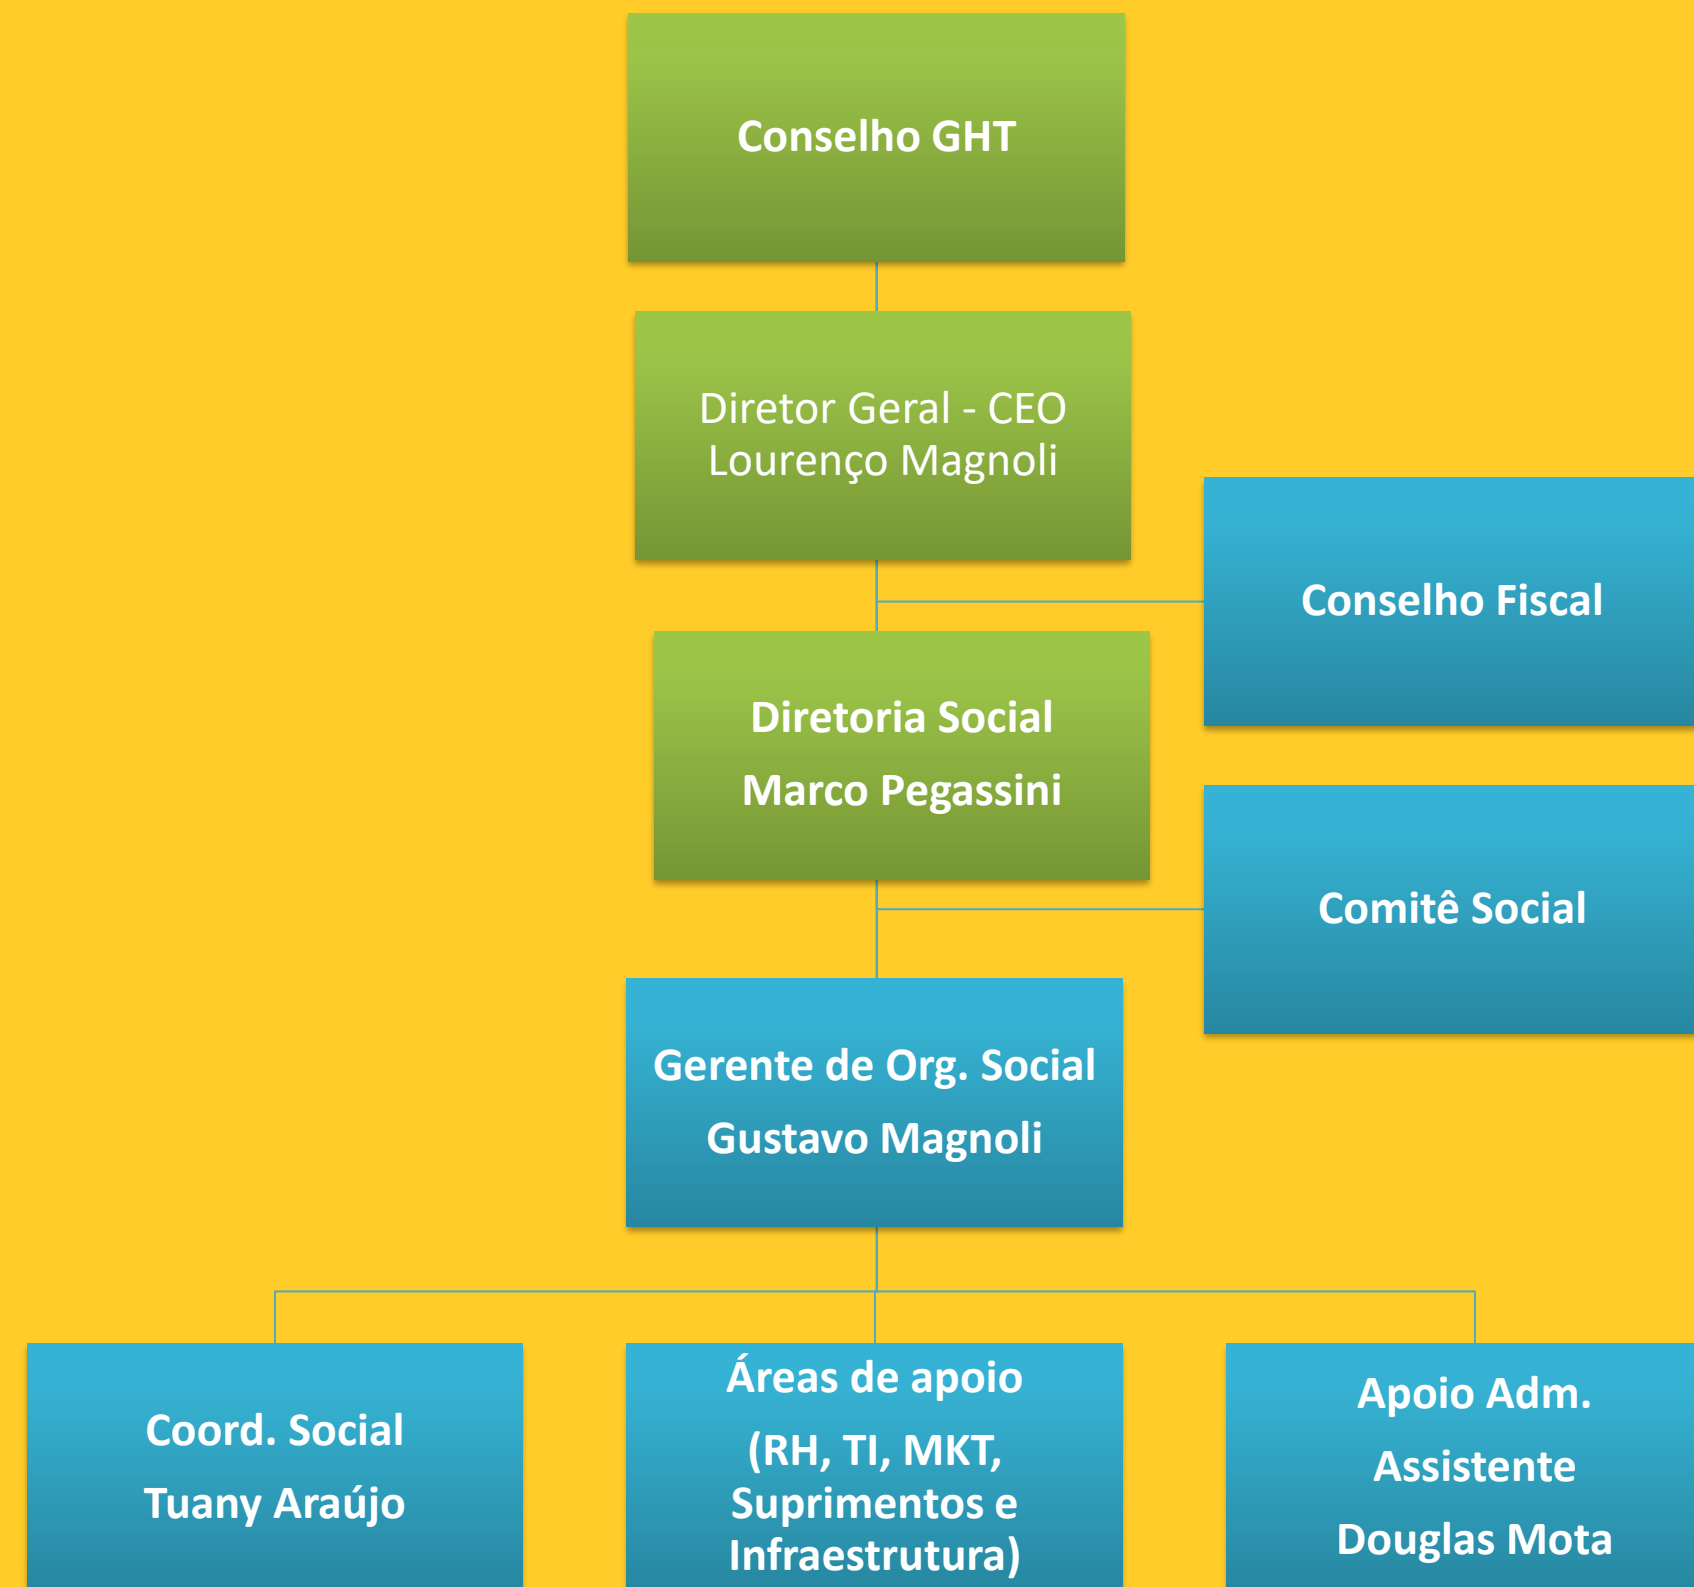 Conselho GHT
Diretor Geral - CEO
Lourenço Magnoli
Conselho Fiscal
Diretoria Social
Marco Pegassini
Comitê Social
Gerente de Org. Social
Gustavo Magnoli
Coord. Social
Tuany Araújo
Áreas de apoio
(RH, TI, MKT,
Suprimentos e
Infraestrutura)
Apoio Adm.
Assistente
Douglas Mota